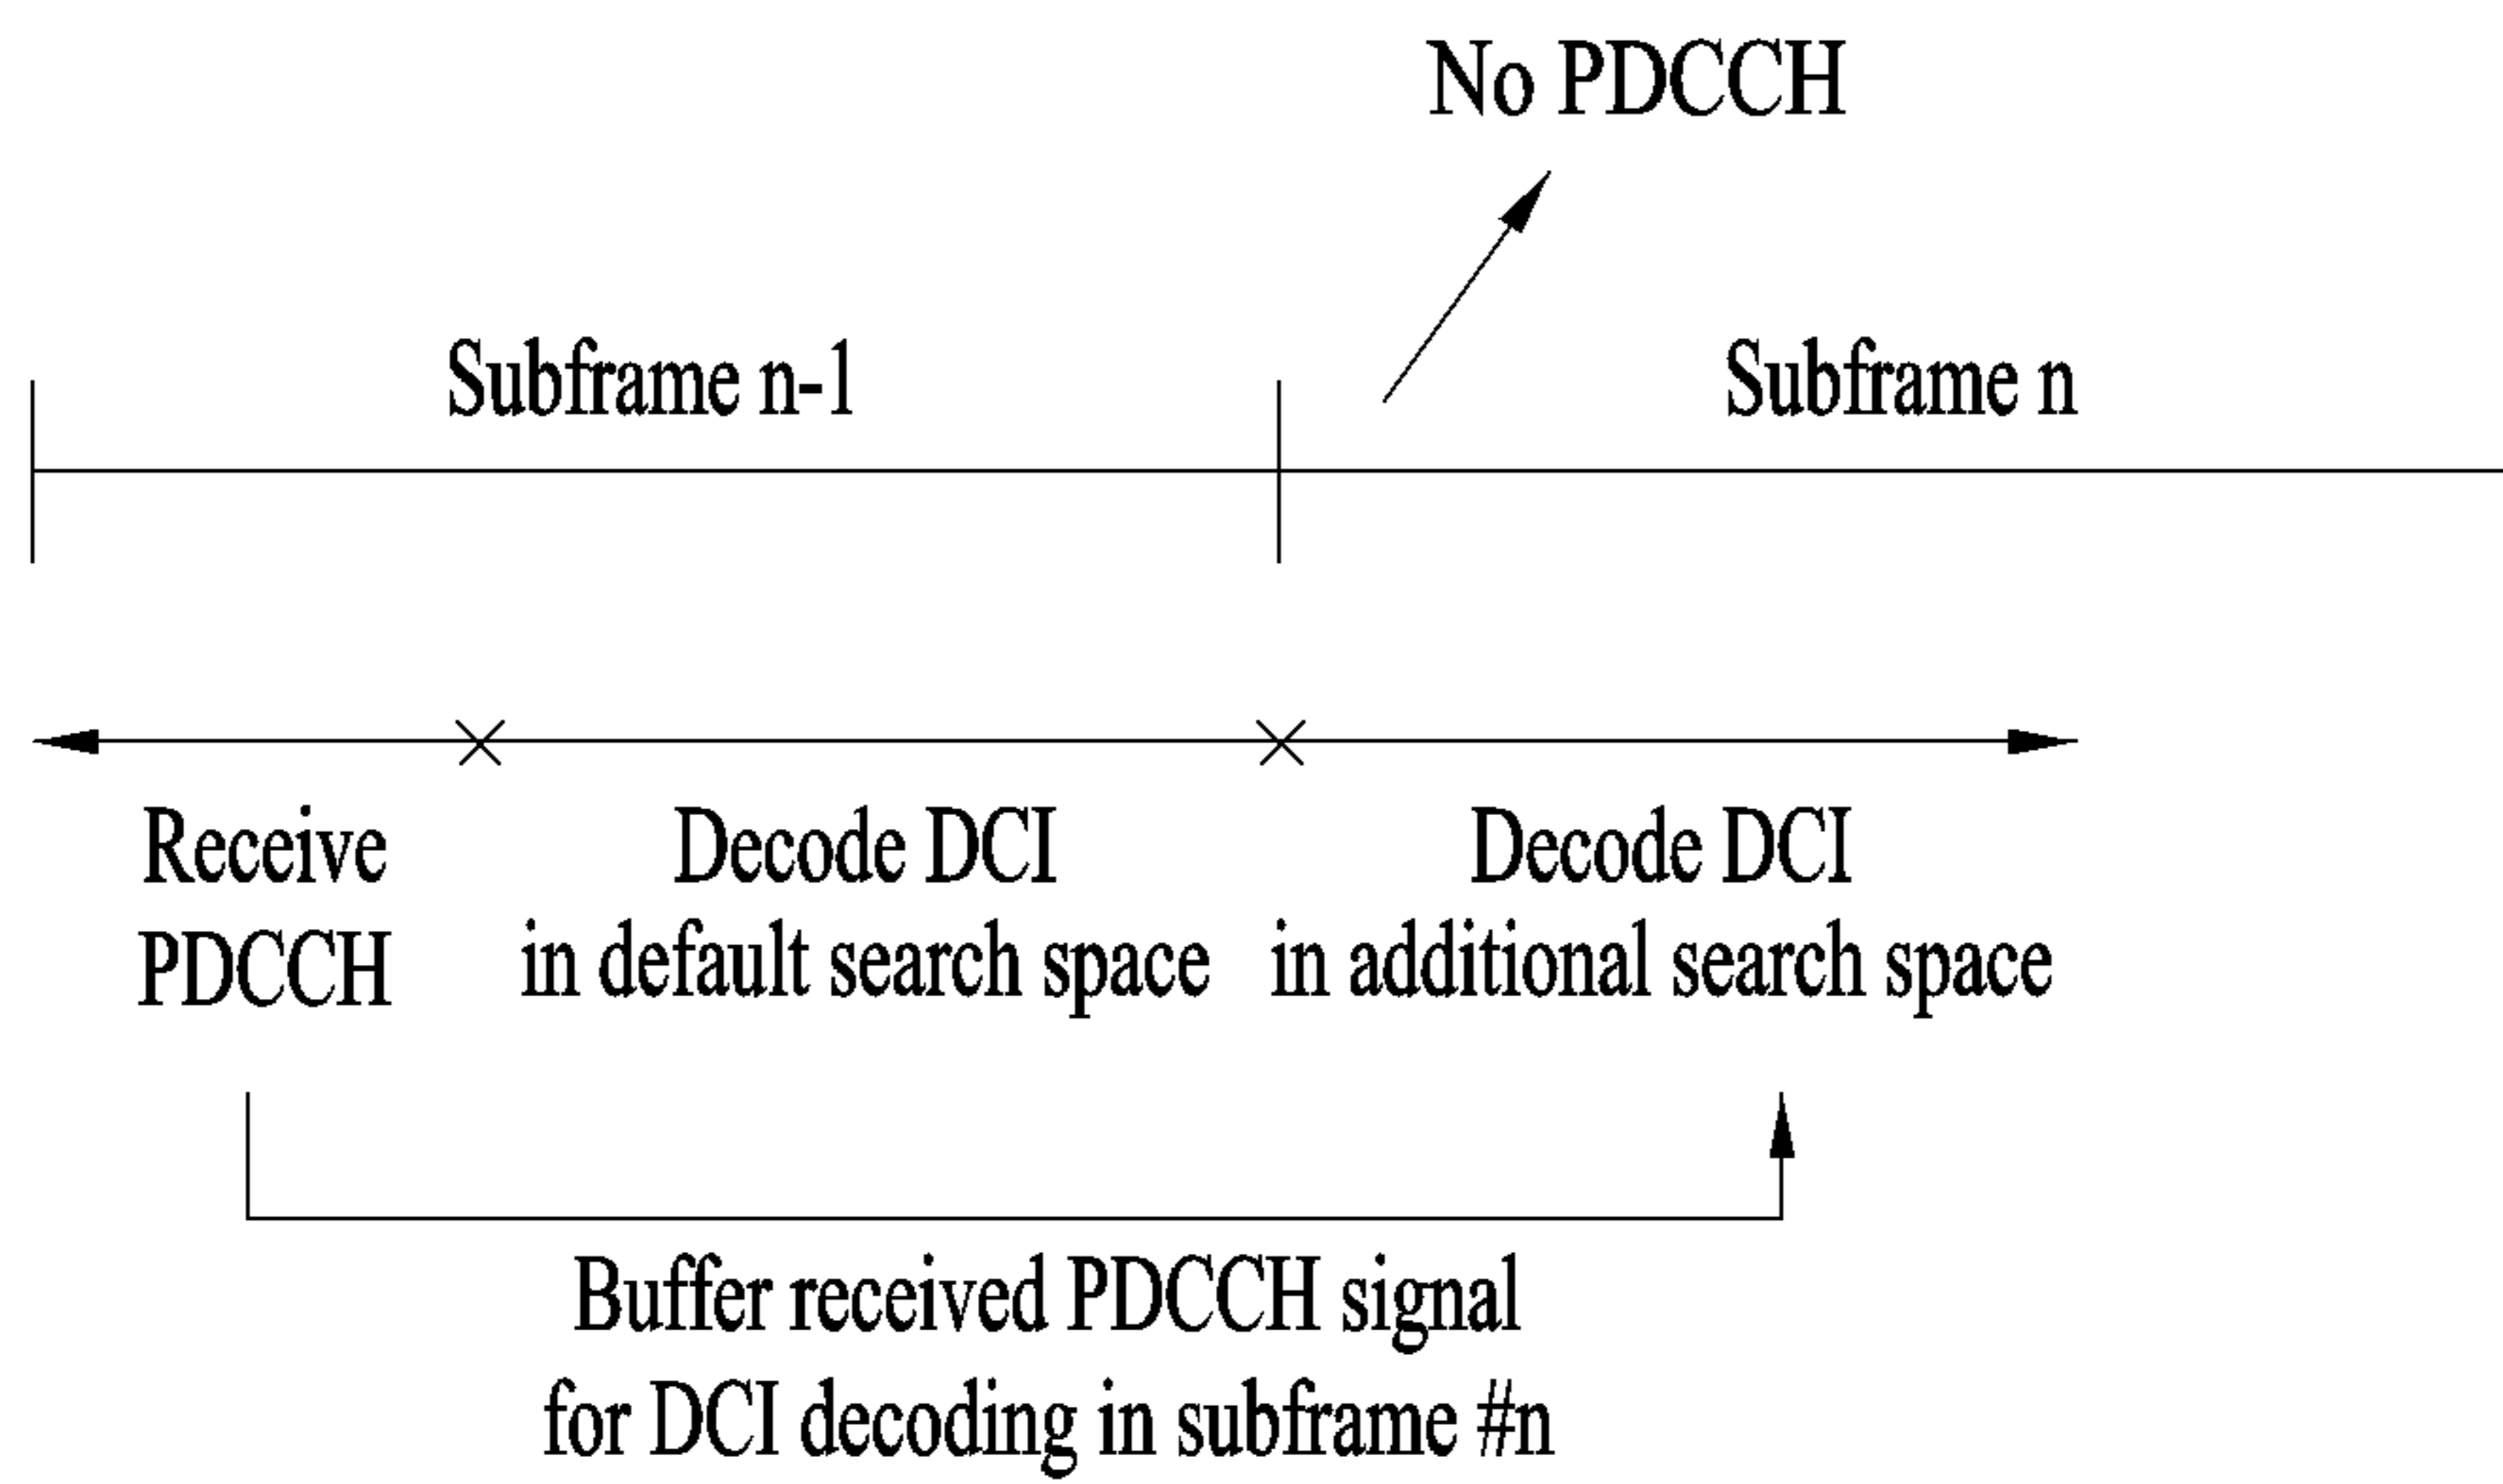 No PDCCH
Subframe n-1
Subframe n
Receive
PDCCH
Decode DCI
in default search space
Decode DCI
in additional search space
Buffer received PDCCH signal
for DCI decoding in subframe #n